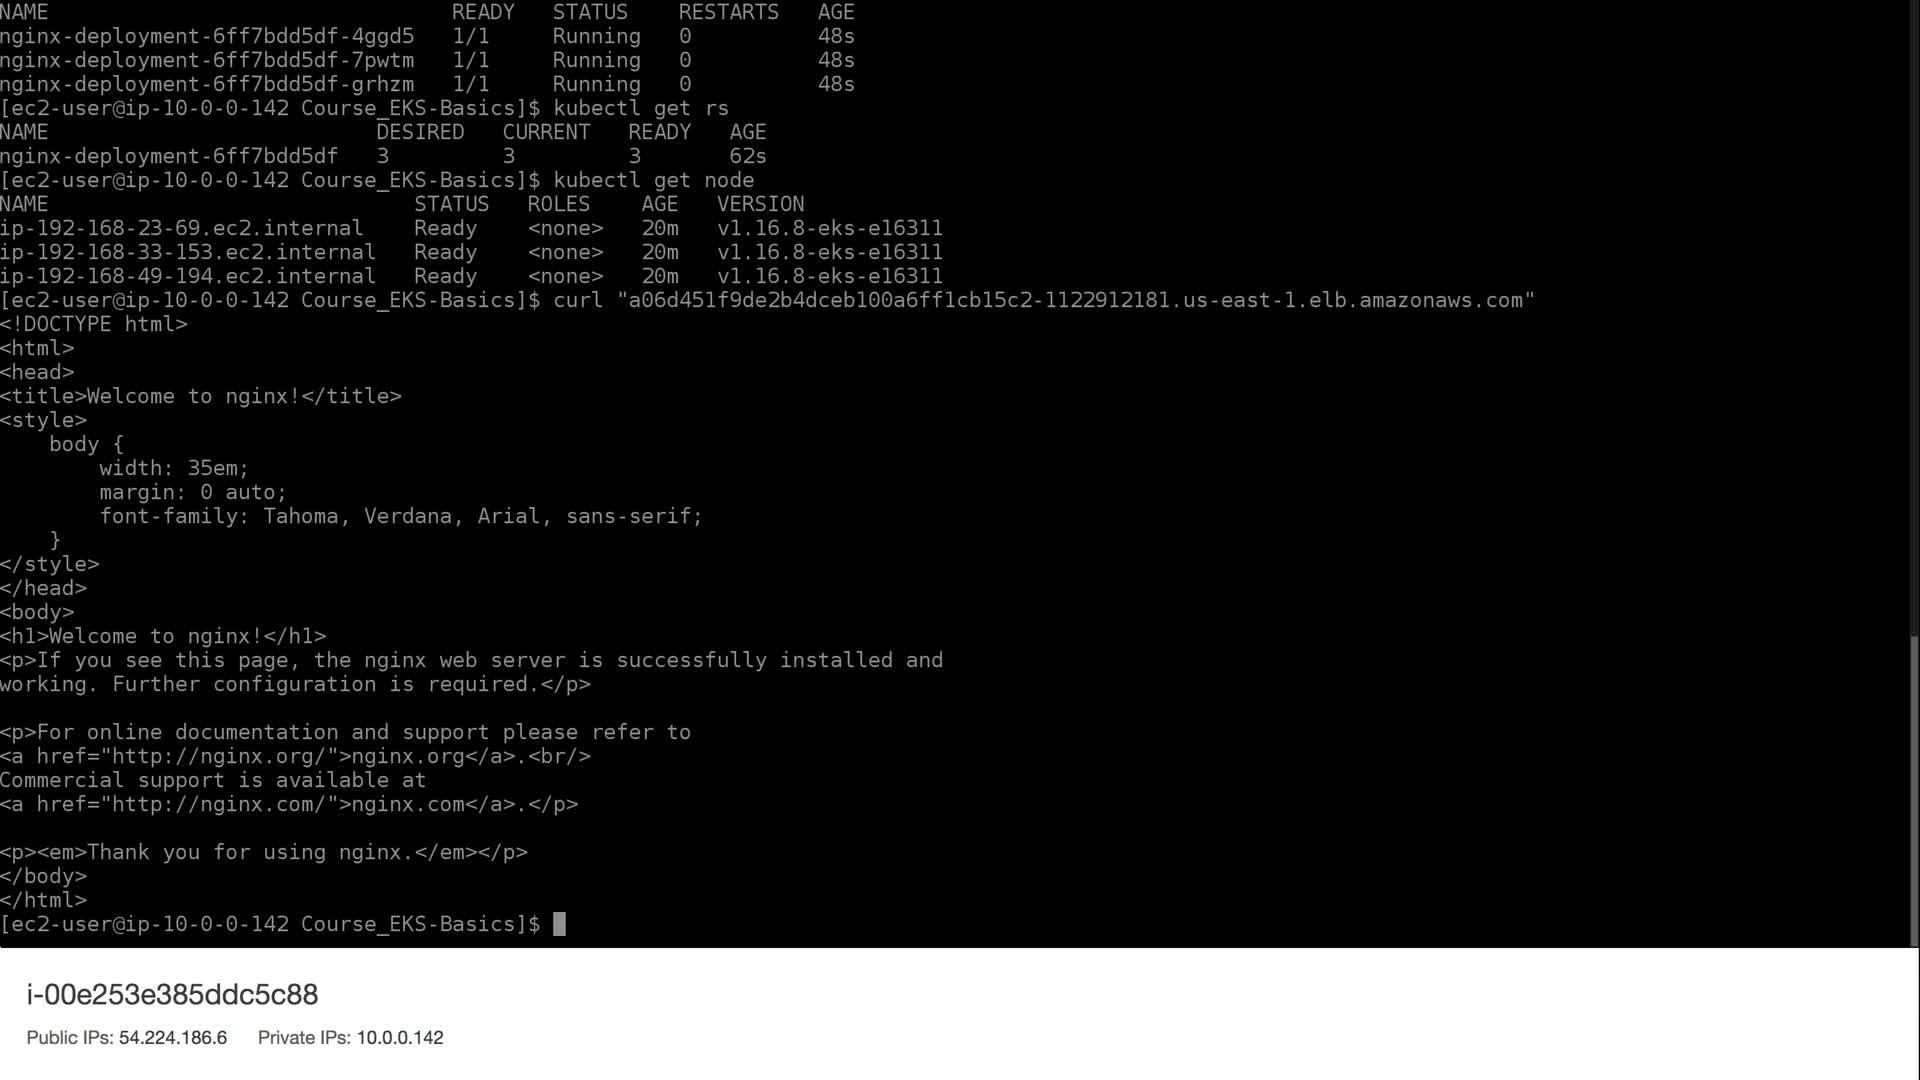 NAME                                READY   STATUS    RESTARTS   AGE
nginx-deployment-6ff7bdd5df-4ggd5   1/1     Running   0          48s
nginx-deployment-6ff7bdd5df-7pwtm   1/1     Running   0          48s
nginx-deployment-6ff7bdd5df-grhzm   1/1     Running   0          48s
[ec2-user@ip-10-0-0-142 Course_EKS-Basics]$ kubectl get rs
NAME                          DESIRED   CURRENT   READY   AGE
nginx-deployment-6ff7bdd5df   3         3         3       62s
[ec2-user@ip-10-0-0-142 Course_EKS-Basics]$ kubectl get node
NAME                             STATUS   ROLES    AGE   VERSION
ip-192-168-23-69.ec2.internal    Ready    <none>   20m   v1.16.8-eks-e16311
ip-192-168-33-153.ec2.internal   Ready    <none>   20m   v1.16.8-eks-e16311
ip-192-168-49-194.ec2.internal   Ready    <none>   20m   v1.16.8-eks-e16311
[ec2-user@ip-10-0-0-142 Course_EKS-Basics]$ curl "a06d451f9de2b4dceb100a6ff1cb15c2-1122912181.us-east-1.elb.amazonaws.com"
<!DOCTYPE html>
<html>
<head>
<title>Welcome to nginx!</title>
<style>
    body {
        width: 35em;
        margin: 0 auto;
        font-family: Tahoma, Verdana, Arial, sans-serif;
    }
</style>
</head>
<body>
<h1>Welcome to nginx!</h1>
<p>If you see this page, the nginx web server is successfully installed and
working. Further configuration is required.</p>

<p>For online documentation and support please refer to
<a href="http://nginx.org/">nginx.org</a>.<br/>
Commercial support is available at
<a href="http://nginx.com/">nginx.com</a>.</p>

<p><em>Thank you for using nginx.</em></p>
</body>
</html>
[ec2-user@ip-10-0-0-142 Course_EKS-Basics]$
i-00e253e385ddc5c88
Public IPs: 54.224.186.6     Private IPs: 10.0.0.142